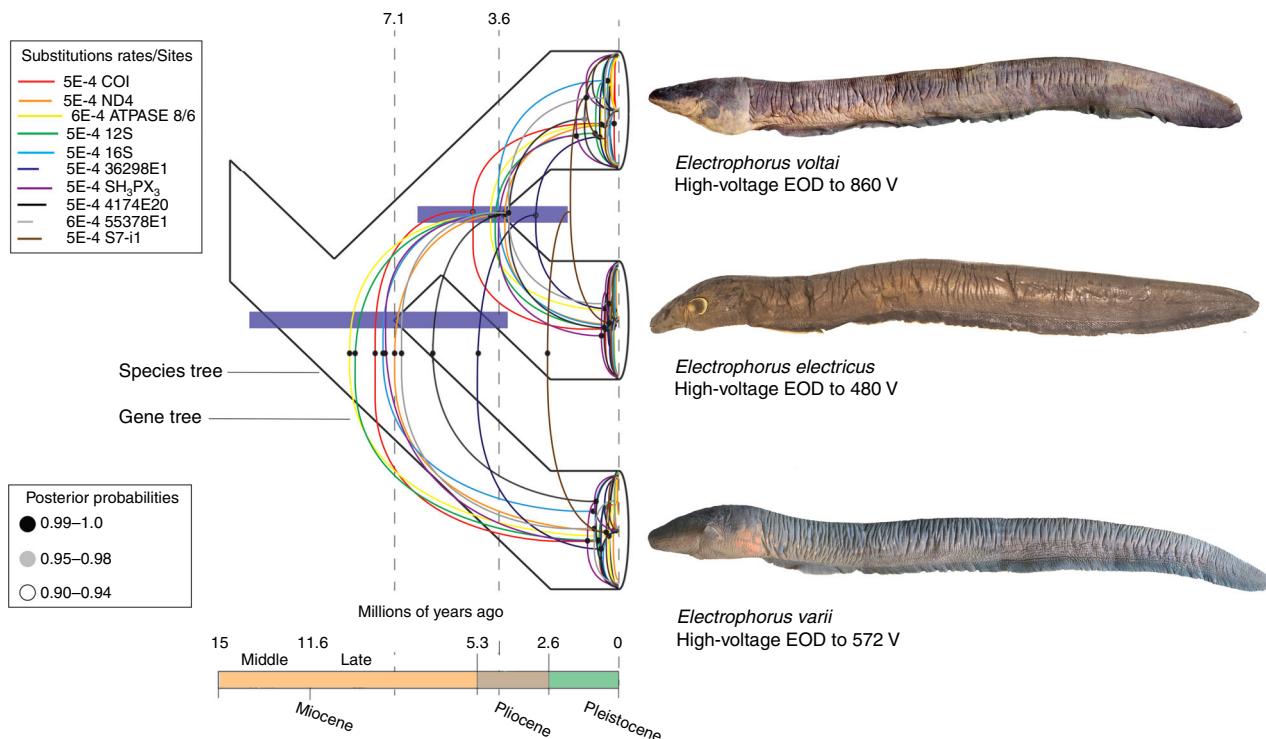 7.1
3.6
Substitutions rates/Sites
5E-4 COI
5E-4 ND4
6E-4 ATPASE 8/6
5E-4 12S
5E-4 16S
5E-4 36298E1
5E-4 SH₃PX₃
5E-4 4174E20
6E-4 55378E1
5E-4 S7-i1
Electrophorus voltai
High-voltage EOD to 860 V
Electrophorus electricus
High-voltage EOD to 480 V
Species tree
Gene tree
Posterior probabilities
0.99–1.0
0.95–0.98
0.90–0.94
Electrophorus varii
High-voltage EOD to 572 V
Millions of years ago
15
11.6
5.3
2.6
0
Middle
Late
Miocene
Pliocene
Pleistocene